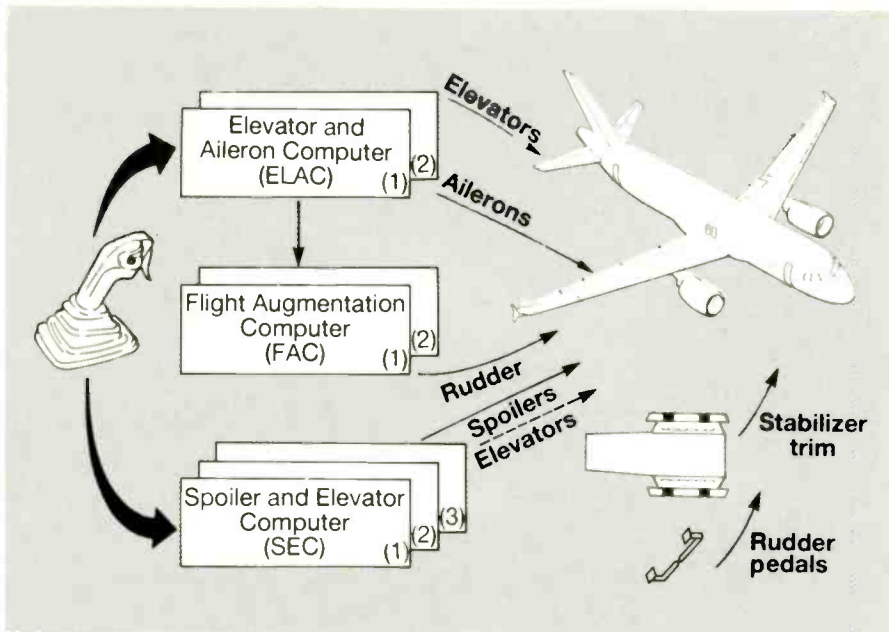 Elevator and
Aileron Computer
(ELAC)
(1)
(2)
Flight Augmentation
Computer
(FAC)
(1)
(2)
Spoiler and Elevator
Computer
(SEC)
(1)
(2)
(3)
Elevators
Ailerons
Rudder
Spoilers
Elevators
Stabilizer
trim
Rudder
pedals